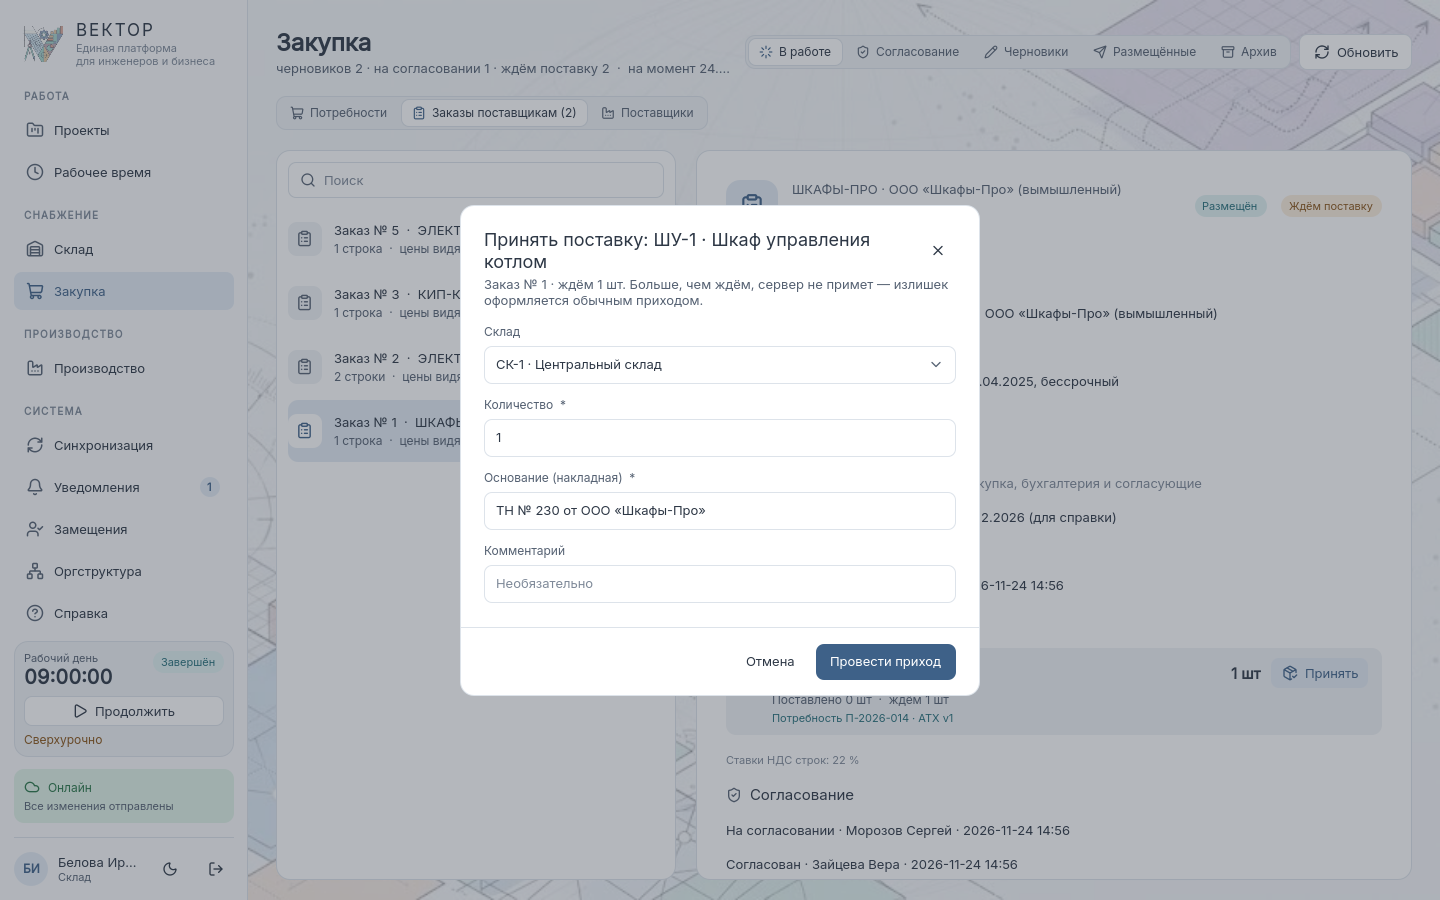 ВЕКТОР
Единая платформа
для инженеров и бизнеса
РАБОТА
Проекты
Рабочее время
СНАБЖЕНИЕ
Склад
Закупка
ПРОИЗВОДСТВО
Производство
СИСТЕМА
Синхронизация
Уведомления 1
Замещения
Оргструктура
Справка
Рабочий день Завершён
09:00:00
Продолжить
Сверхурочно
Онлайн
Все изменения отправлены
БИ Белова Ир...
Склад
Закупка
черновиков 2 · на согласовании 1 · ждём поставку 2 · на момент 24....
В работе Согласование Черновики Размещённые Архив Обновить
Потребности Заказы поставщикам (2) Поставщики
Поиск
Заказ № 5 · ЭЛЕКТ
1 строка · цены видя
Заказ № 3 · КИП-К
1 строка · цены видя
Заказ № 2 · ЭЛЕКТ
2 строки · цены видя
Заказ № 1 · ШКАФЫ
1 строка · цены видя
ШКАФЫ-ПРО · ООО «Шкафы-Про» (вымышленный)
Размещён Ждём поставку
ООО «Шкафы-Про» (вымышленный)
.04.2025, бессрочный
купка, бухгалтерия и согласующие
2.2026 (для справки)
6-11-24 14:56
1 шт Принять
Поставлено 0 шт · ждём 1 шт
Потребность П-2026-014 · АТХ v1
Ставки НДС строк: 22 %
Согласование
На согласовании · Морозов Сергей · 2026-11-24 14:56
Согласован · Зайцева Вера · 2026-11-24 14:56
Принять поставку: ШУ-1 · Шкаф управления
котлом
Заказ № 1 · ждём 1 шт. Больше, чем ждём, сервер не примет — излишек
оформляется обычным приходом.
Склад
СК-1 · Центральный склад
Количество *
1
Основание (накладная) *
ТН № 230 от ООО «Шкафы-Про»
Комментарий
Необязательно
Отмена Провести приход